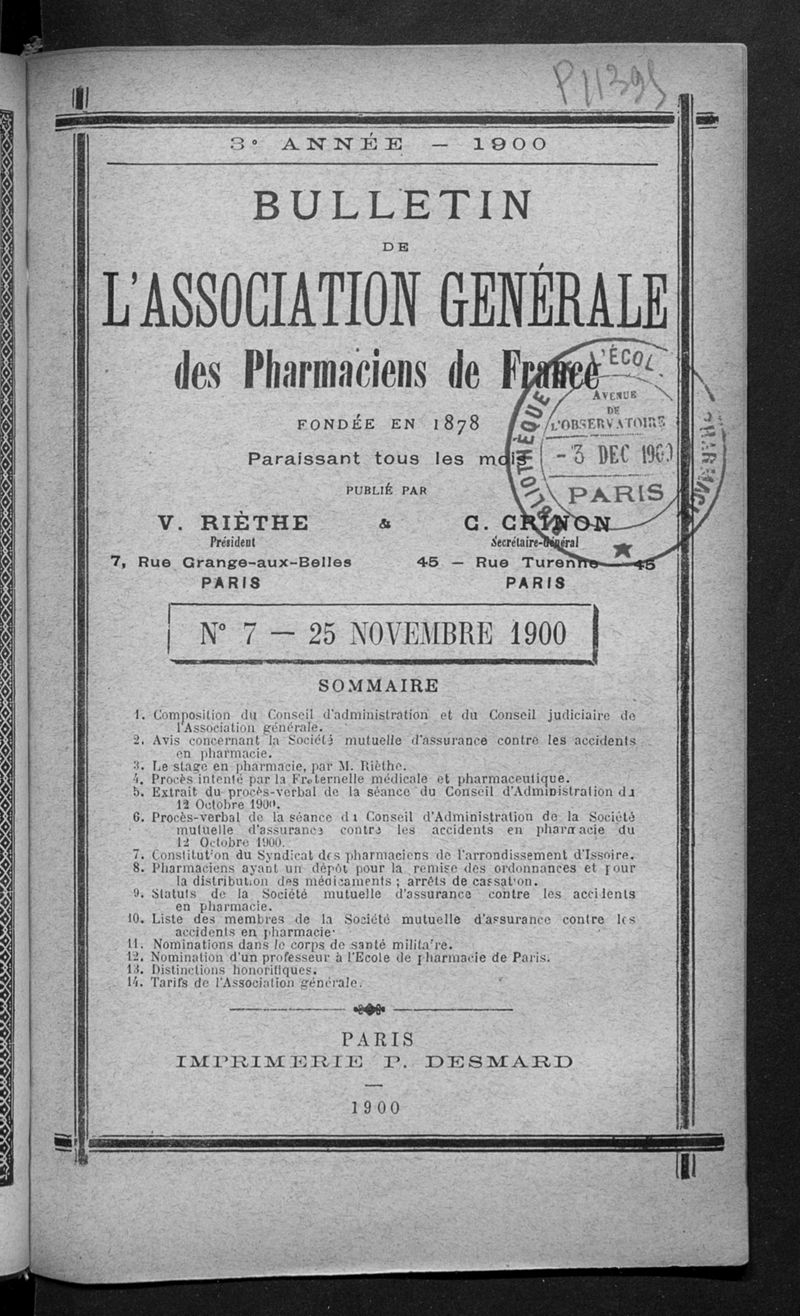 P 11395
3e ANNÉE — 1900
BULLETIN
DE
L'ASSOCIATION GENÉRALE
des Pharmaciens de France
FONDÉE EN 1878
Paraissant tous les mois
PUBLIÉ PAR
V. RIÈTHE & C. CRINON
Président Secrétaire-Général
7, Rue Grange-aux-Belles 45 — Rue Turenne — 45
PARIS PARIS
BIBLIOTHÈQUE
L'ÉCOL
AVENUE
DE
L'OBSERVATOIRE
- 3 DEC 1900
PARIS
N° 7 — 25 NOVEMBRE 1900
SOMMAIRE
1. Composition du Conseil d'administration et du Conseil judiciaire de
l'Association générale.
2. Avis concernant la Société mutuelle d'assurance contre les accidents
en pharmacie.
3. Le stage en pharmacie, par M. Rièthe.
4. Procès intenté par la Fraternelle médicale et pharmaceutique.
5. Extrait du procès-verbal de la séance du Conseil d'Administration du
12 Octobre 1900.
6. Procès-verbal de la séance du Conseil d'Administration de la Société
mutuelle d'assurance contre les accidents en pharmacie du
12 Octobre 1900.
7. Constitution du Syndicat des pharmaciens de l'arrondissement d'Issoire.
8. Pharmaciens ayant un dépôt pour la remise des ordonnances et pour
la distribution des médicaments ; arrêts de cassation.
9. Statuts de la Société mutuelle d'assurance contre les accidents
en pharmacie.
10. Liste des membres de la Société mutuelle d'assurance contre les
accidents en pharmacie.
11. Nominations dans le corps de santé militaire.
12. Nomination d'un professeur à l'Ecole de pharmacie de Paris.
13. Distinctions honorifiques.
14. Tarifs de l'Association générale.
PARIS
IMPRIMERIE P. DESMARD
1900